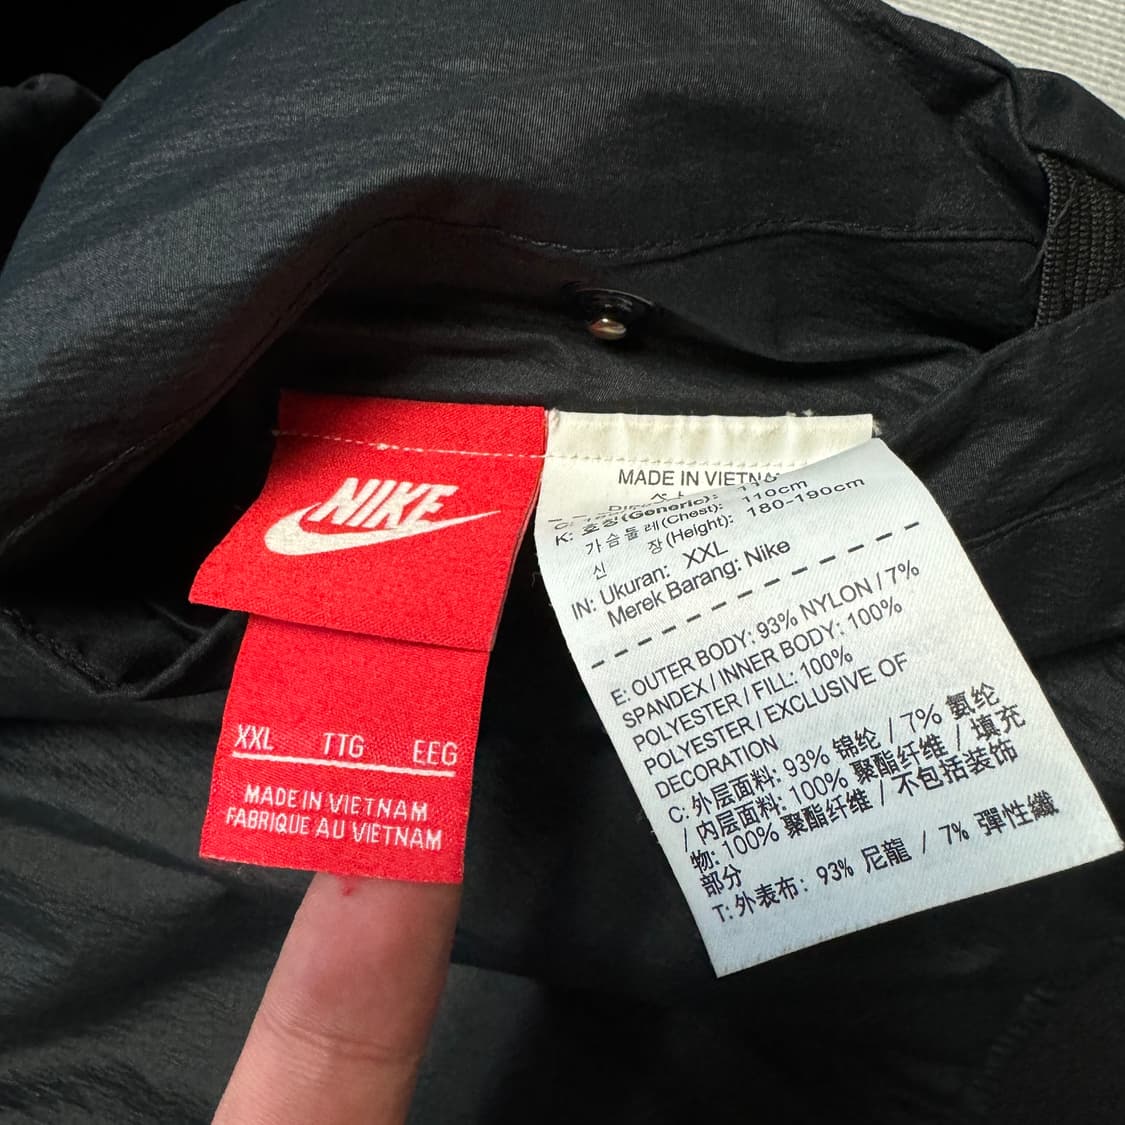 NIKE
XXL TTG EEG
MADE IN VIETNAM
FABRIQUE AU VIETNAM
MADE IN VIETNA
K: 호칭(Generic): 110cm
가슴둘레(Chest): 110cm
신 장(Height): 180-190cm
IN: Ukuran: XXL
Merek Barang: Nike
E: OUTER BODY: 93% NYLON / 7%
SPANDEX / INNER BODY: 100%
POLYESTER / FILL: 100%
POLYESTER / EXCLUSIVE OF
DECORATION
C: 外层面料: 93% 锦纶 / 7% 氨纶
/ 内层面料: 100% 聚酯纤维 / 填充
物: 100% 聚酯纤维 / 不包括装饰
部分
T: 外表布: 93% 尼龍 / 7% 彈性纖